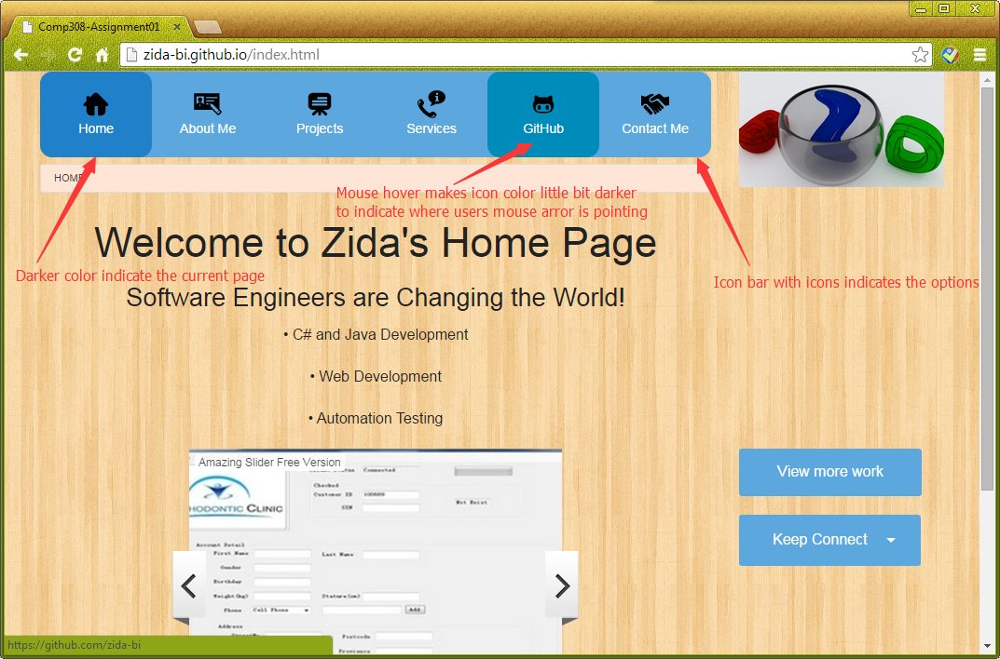 Comp308-Assignment01
zida-bi.github.io/index.html
Home
About Me
Projects
Services
GitHub
Contact Me
HOME
Mouse hover makes icon color little bit darker
to indicate where users mouse arror is pointing
Darker color indicate the current page
Icon bar with icons indicates the options
Welcome to Zida's Home Page
Software Engineers are Changing the World!
• C# and Java Development
• Web Development
• Automation Testing
Amazing Slider Free Version
Status Connected
Checked
Customer ID
SIN
Not Exist
HODONTIC CLINIC
Account Detail
First Name
Last Name
Gender
Birthday
Weight(kg)
Stature(cm)
Phone Cell Phone Add
Address
Postcode
Province
View more work
Keep Connect
https://github.com/zida-bi